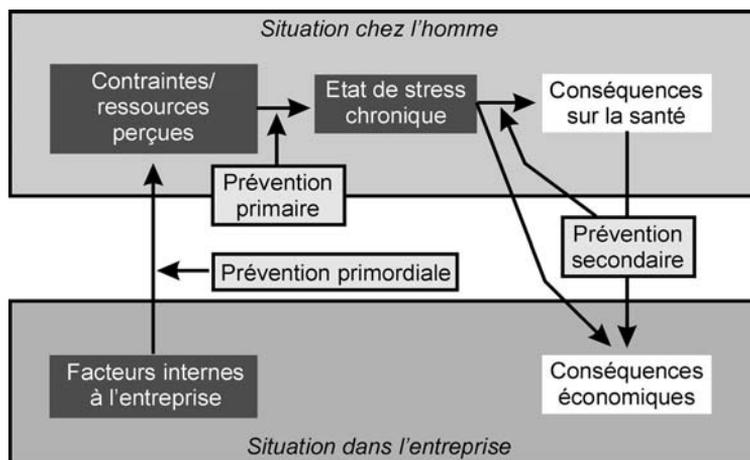 Situation chez l'homme
Contraintes/
ressources
perçues
Etat de stress
chronique
Conséquences
sur la santé
Prévention
primaire
Prévention
secondaire
Prévention primordiale
Facteurs internes
à l'entreprise
Conséquences
économiques
Situation dans l'entreprise